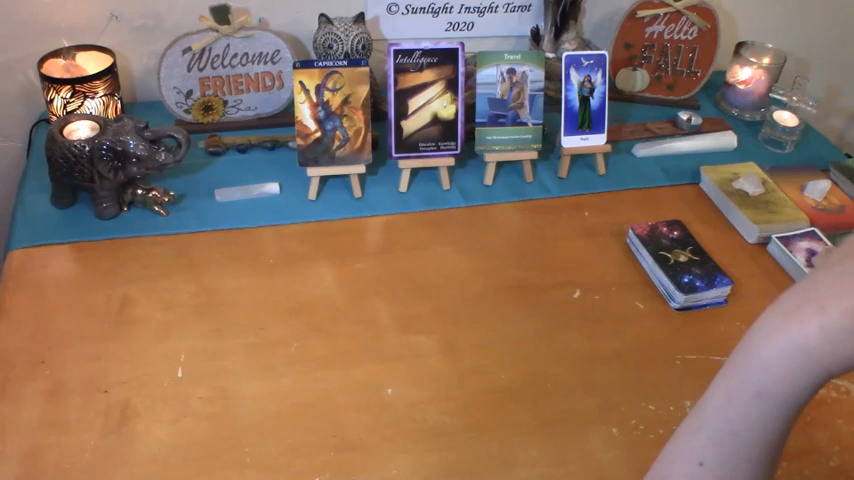 © Sunlight Insight Tarot
2020
Welcome
FRIENDS
Hello
FALL
CAPRICORN
Intelligence
Travel